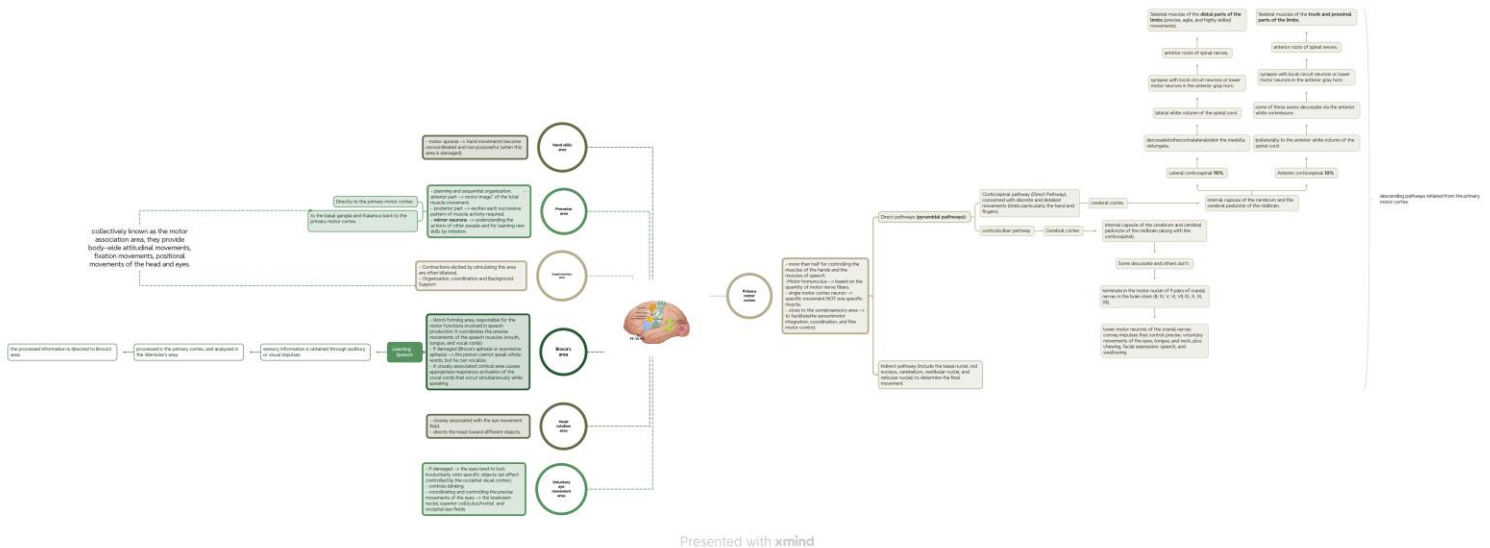 - motor apraxia -> hand movements become
uncoordinated and non purposeful (when this
area is damaged).
Hand skills
area
Directly to the primary motor cortex.
to the basal ganglia and thalamus back to the
primary motor cortex.
- planning and sequential organization. -
anterior part -> motor image" of the total
muscle movement.
- posterior part -> excites each successive
pattern of muscle activity required.
- mirror neurons -> understanding the
actions of other people and for learning new
skills by imitation.
Premotor
area
collectively known as the motor
association area, they provide
body-wide attitudinal movements,
fixation movements, positional
movements of the head and eyes.
- Contractions elicited by stimulating this area
are often bilateral.
- Organization, coordination and Background
Support.
Supplementary
area
the processed information is directed to Broca's
area.
processed in the primary cortex, and analyzed in
the Wernicke's area.
sensory information is obtained through auditory
or visual impulses.
Learning
Speech
- Word-forming area, responsible for the
motor functions involved in speech
production. It coordinates the precise
movements of the speech muscles (mouth,
tongue, and vocal cords)
- If damaged (Broca's aphasia or expressive
aphasia) -> the person cannot speak whole
words, but he can vocalize.
- A closely associated cortical area causes
appropriate respiratory activation of the
vocal cords that occur simultaneously while
speaking.
Broca's
area
- closely associated with the eye movement
field.
- directs the head toward different objects.
Head
rotation
area
- If damaged -> the eyes tend to lock
involuntarily onto specific objects (an effect
controlled by the occipital visual cortex).
- controls blinking.
- coordinating and controlling the precise
movements of the eyes -> the brainstem
nuclei, superior colliculus,frontal and
occipital eye fields
Voluntary
eye
movement
area
Primary
motor
cortex
- more than half for controlling the
muscles of the hands and the
muscles of speech.
-Motor homunculus -> based on the
quantity of motor nerve fibers.
- single motor cortex neuron ->
specific movement NOT one specific
muscle.
- close to the somatosensory area ->
to facilitatethe sensorimotor
integration, coordination, and fine
motor control.
Direct pathways (pyramidal pathways)
Corticospinal pathway (Direct Pathway),
concerned with discrete and detailed
movements (limbs particularly the hand and
fingers).
cerebral cortex
internal capsule of the cerebrum and the
cerebral peduncle of the midbrain.
Lateral corticospinal 90%
decussatetothecontralateralsidein the medulla
oblongata.
lateral white column of the spinal cord.
synapse with local circuit neurons or lower
motor neurons in the anterior gray horn.
anterior roots of spinal nerves.
Skeletal muscles of the distal parts of the
limbs (precise, agile, and highly skilled
movements).
Anterior corticospinal 10%
ipsilaterally to the anterior white column of the
spinal cord.
some of these axons decussate via the anterior
white commissure.
synapse with local circuit neurons or lower
motor neurons in the anterior gray horn.
anterior roots of spinal nerves.
Skeletal muscles of the trunk and proximal
parts of the limbs.
corticobulbar pathway
Cerebral cortex
internal capsule of the cerebrum and cerebral
peduncle of the midbrain (along with the
corticospinal).
Some decussate and others don't.
terminate in the motor nuclei of 9 pairs of cranial
nerves in the brain stem (III, IV, V, VI, VII, IX, X, XI,
XII).
lower motor neurons of the cranial nerves
convey impulses that control precise, voluntary
movements of the eyes, tongue, and neck, plus
chewing, facial expression, speech, and
swallowing.
Indirect pathway (include the basal nuclei, red
nucleus, cerebellum, vestibular nuclei, and
reticular nuclei) to determine the final
movement.
descending pathways initiated from the primary
motor cortex.
Presented with xmind